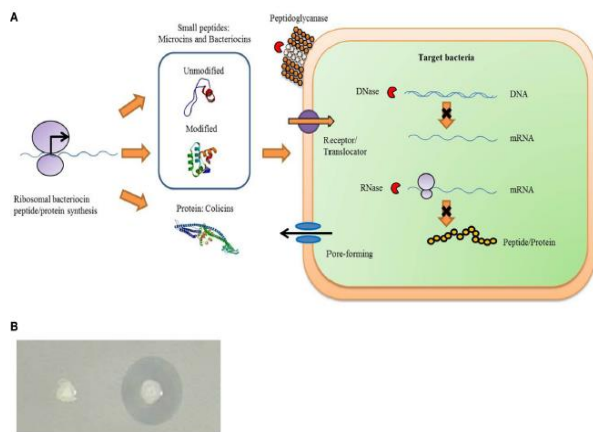 A
Small peptides:
Microcins and Bacteriocins
Unmodified
Modified
Ribosomal bacteriocin
peptide/protein synthesis
Protein: Colicins
Peptidoglycanase
Target bacteria
DNase
DNA
Receptor/
Translocator
mRNA
RNase
mRNA
Pore-forming
Peptide/Protein
B